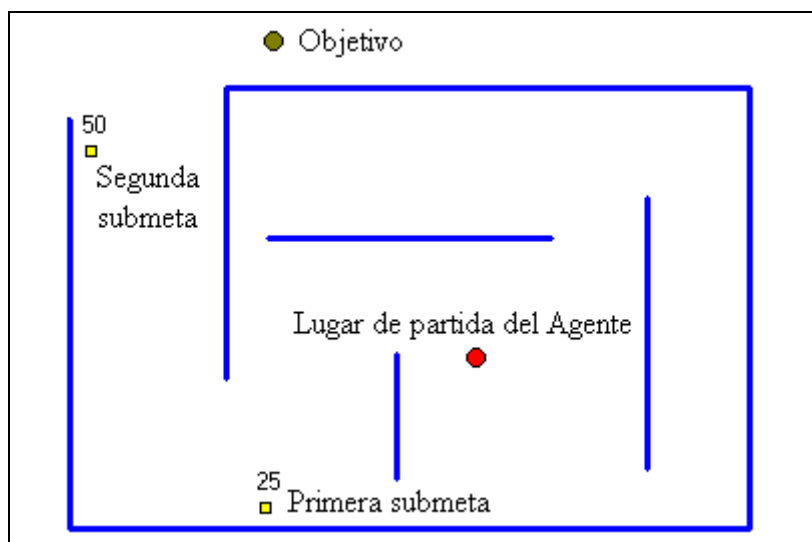 Objetivo
50
Segunda
submeta
Lugar de partida del Agente
25
Primera submeta